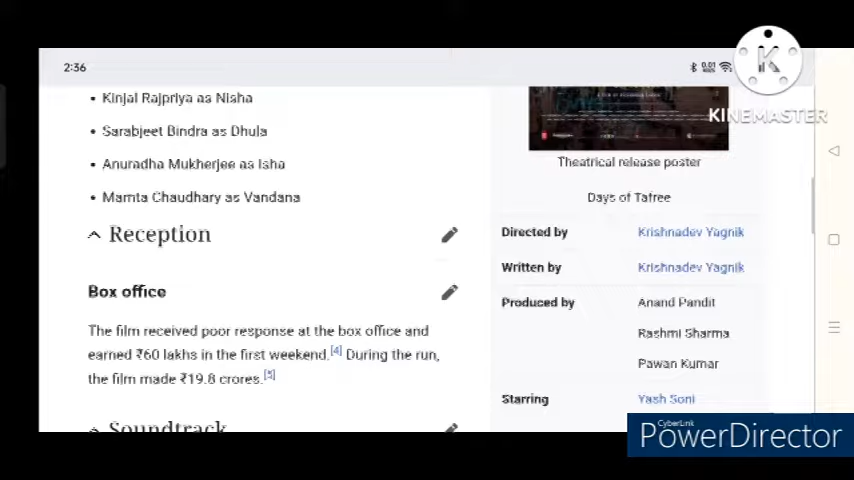 2:36
0.01
KINEMASTER
• Kinjal Rajpriya as Nisha
• Sarabjeet Bindra as Dhula
• Anuradha Mukherjee as Isha
• Mamta Chaudhary as Vandana
Reception
Box office
The film received poor response at the box office and
earned ₹60 lakhs in the first weekend.[4] During the run,
the film made ₹19.8 crores.[5]
Soundtrack
Theatrical release poster
Days of Tafree
Directed by Krishnadev Yagnik
Written by Krishnadev Yagnik
Produced by Anand Pandit
Rashmi Sharma
Pawan Kumar
Starring Yash Soni
CyberLink
PowerDirector